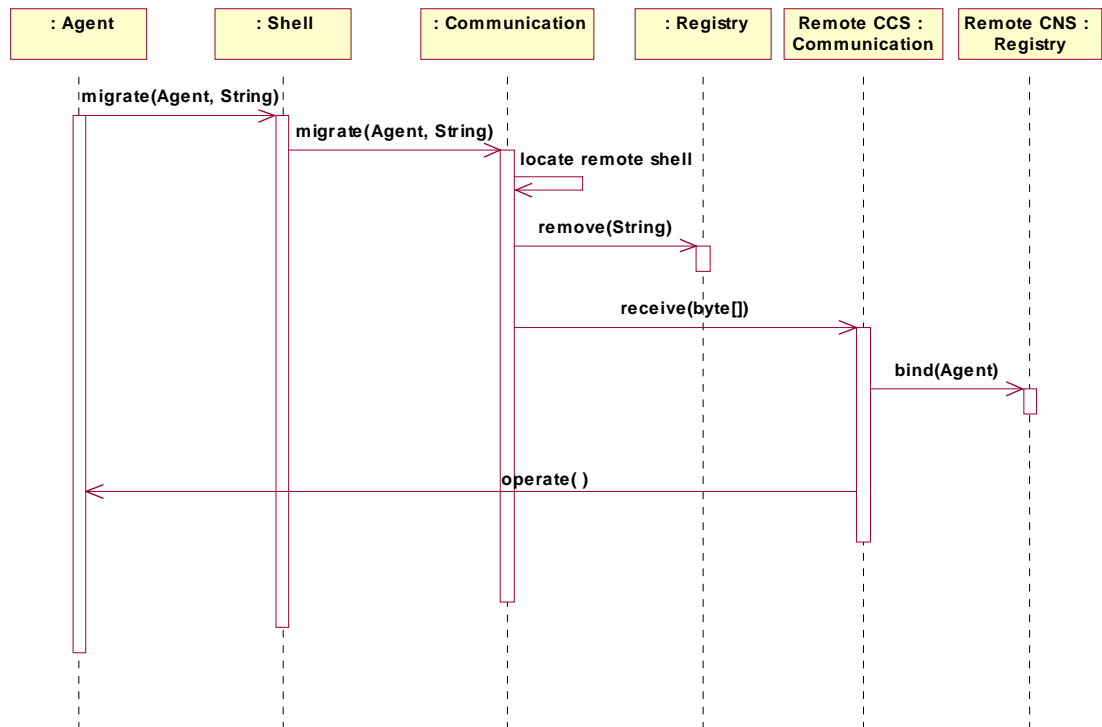 : Agent
: Shell
: Communication
: Registry
Remote CCS :
Communication
Remote CNS :
Registry
migrate(Agent, String)
migrate(Agent, String)
locate remote shell
remove(String)
receive(byte[])
bind(Agent)
operate( )